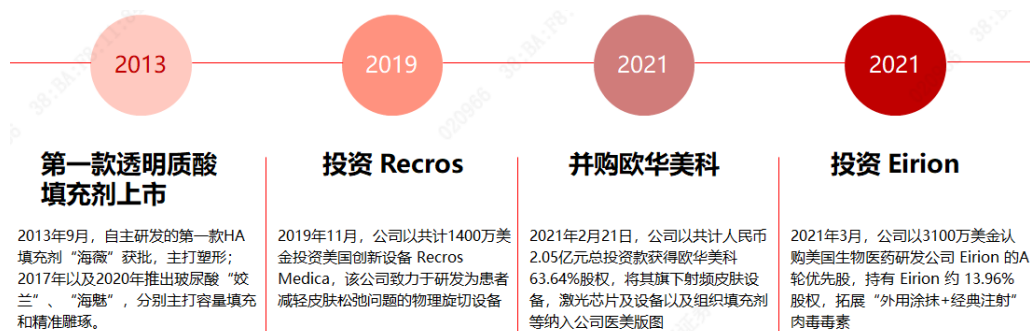 2013
2019
2021
2021
第一款透明质酸
填充剂上市
2013年9月，自主研发的第一款HA
填充剂“海薇”获批，主打塑形；
2017年以及2020年推出玻尿酸“姣
兰”、“海魅”，分别主打容量填充
和精准雕琢。
投资 Recros
2019年11月，公司以共计1400万美
金投资美国创新设备 Recros
Medica，该公司致力于研发为患者
减轻皮肤松弛问题的物理旋切设备
并购欧华美科
2021年2月21日，公司以共计人民币
2.05亿元总投资款获得欧华美科
63.64%股权，将其旗下射频皮肤设
备，激光芯片及设备以及组织填充剂
等纳入公司医美版图
投资 Eirion
2021年3月，公司以3100万美金认
购美国生物医药研发公司 Eirion 的A
轮优先股，持有 Eirion 约 13.96%
股权，拓展“外用涂抹+经典注射”
肉毒毒素
020966